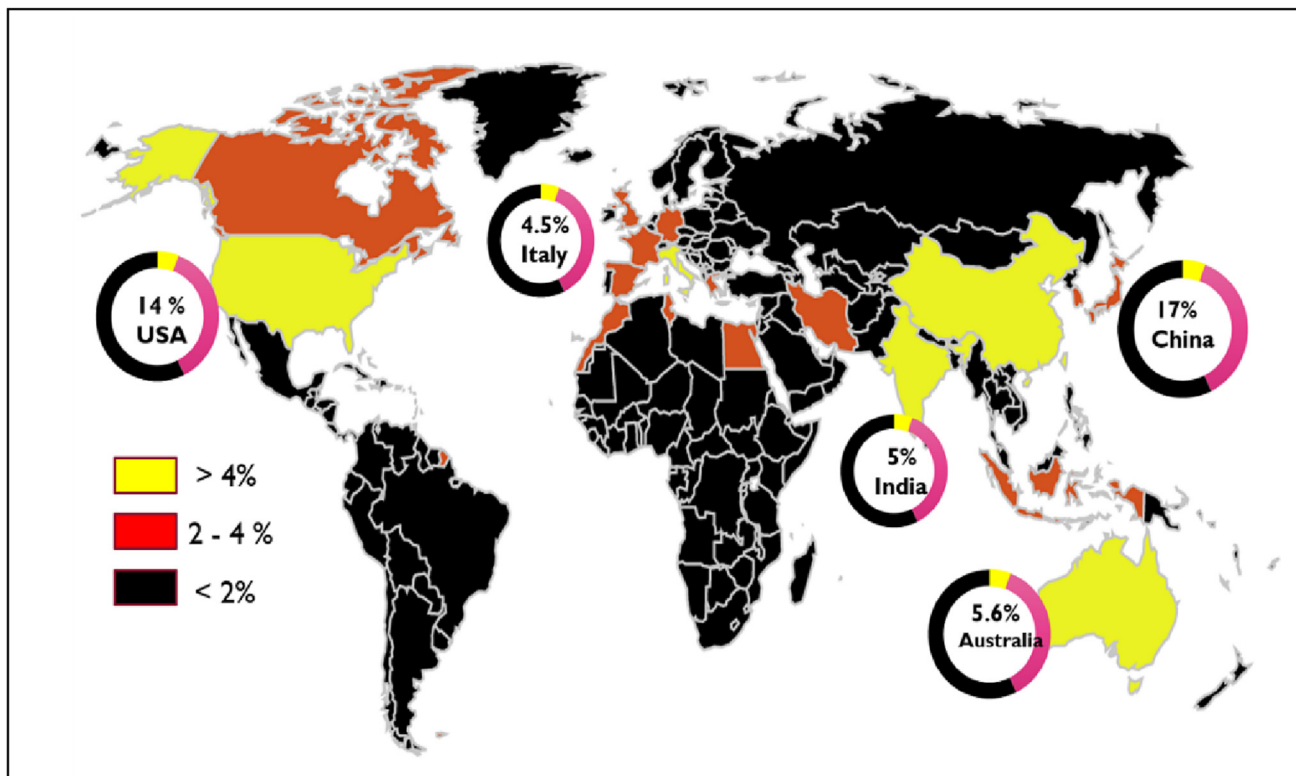 4.5%
Italy
14 %
USA
17%
China
> 4%
2 - 4 %
< 2%
5%
India
5.6%
Australia